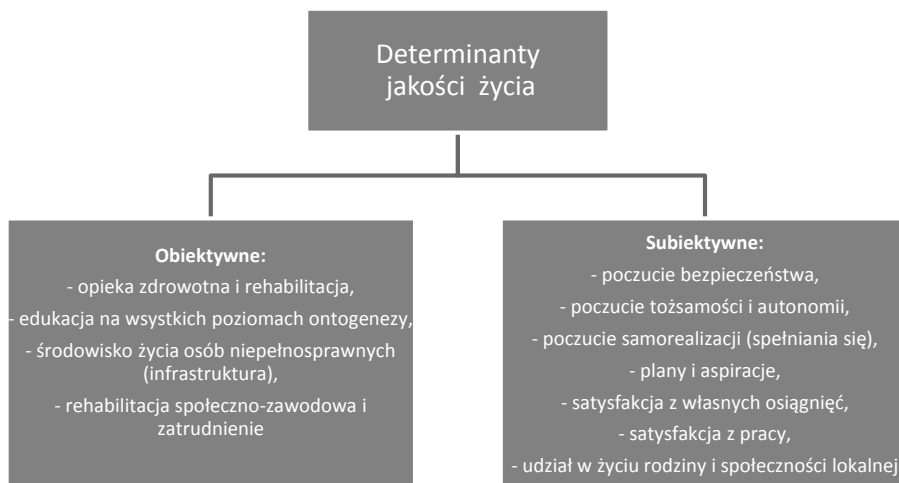 Determinanty
jakości życia
Obiektywne:
- opieka zdrowotna i rehabilitacja,
- edukacja na wsystkich poziomach ontogenezy,
- środowisko życia osób niepełnosprawnych
(infrastruktura),
- rehabilitacja społeczno-zawodowa i
zatrudnienie
Subiektywne:
- poczucie bezpieczeństwa,
- poczucie tożsamości i autonomii,
- poczucie samorealizacji (spełniania się),
- plany i aspiracje,
- satysfakcja z własnych osiągnięć,
- satysfakcja z pracy,
- udział w życiu rodziny i społeczności lokalnej